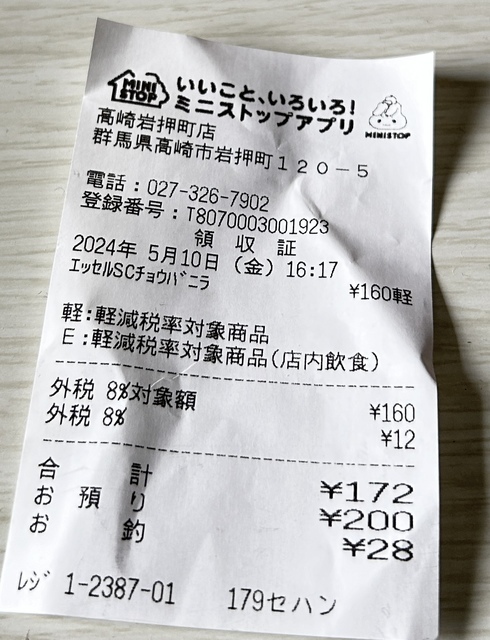 MINI STOP いいこと、いろいろ!
ミニストップアプリ
MINISTOP
高崎岩押町店
群馬県高崎市岩押町120-5
電話:027-326-7902
登録番号:T8070003001923
領 収 証
2024年 5月10日 (金) 16:17
エッセルSCチョウバニラ ¥160軽
軽:軽減税率対象商品
E:軽減税率対象商品(店内飲食)
外税 8%対象額 ¥160
外税 8% ¥12
合 計 ¥172
お 預 り ¥200
お 釣 ¥28
レジ 1-2387-01 179セハン